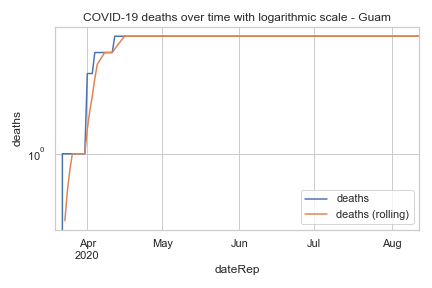 COVID-19 deaths over time with logarithmic scale - Guam
deaths
10⁰
deaths
deaths (rolling)
Apr May Jun Jul Aug
2020
dateRep